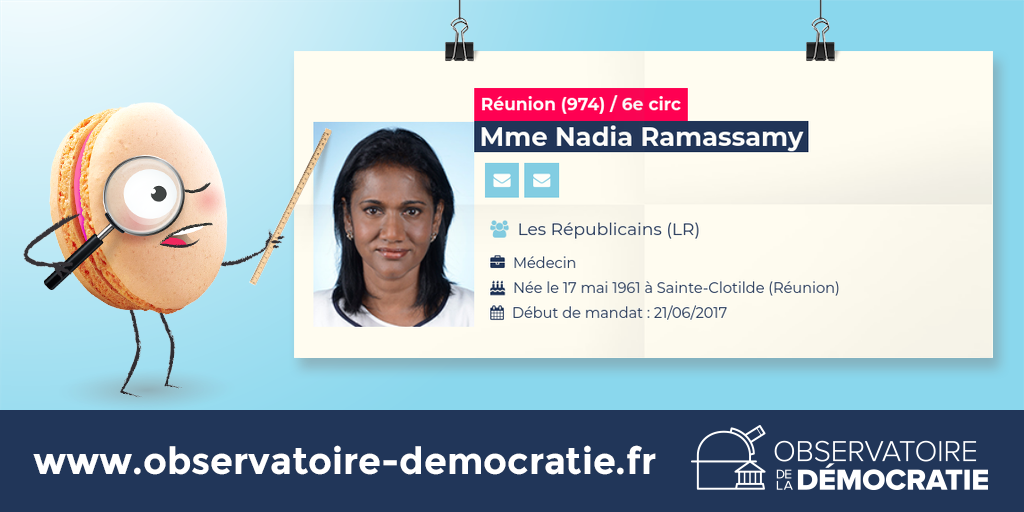 Réunion (974) / 6e circ
Mme Nadia Ramassamy
Les Républicains (LR)
Médecin
Née le 17 mai 1961 à Sainte-Clotilde (Réunion)
Début de mandat : 21/06/2017
www.observatoire-democratie.fr
OBSERVATOIRE
DE LA DÉMOCRATIE